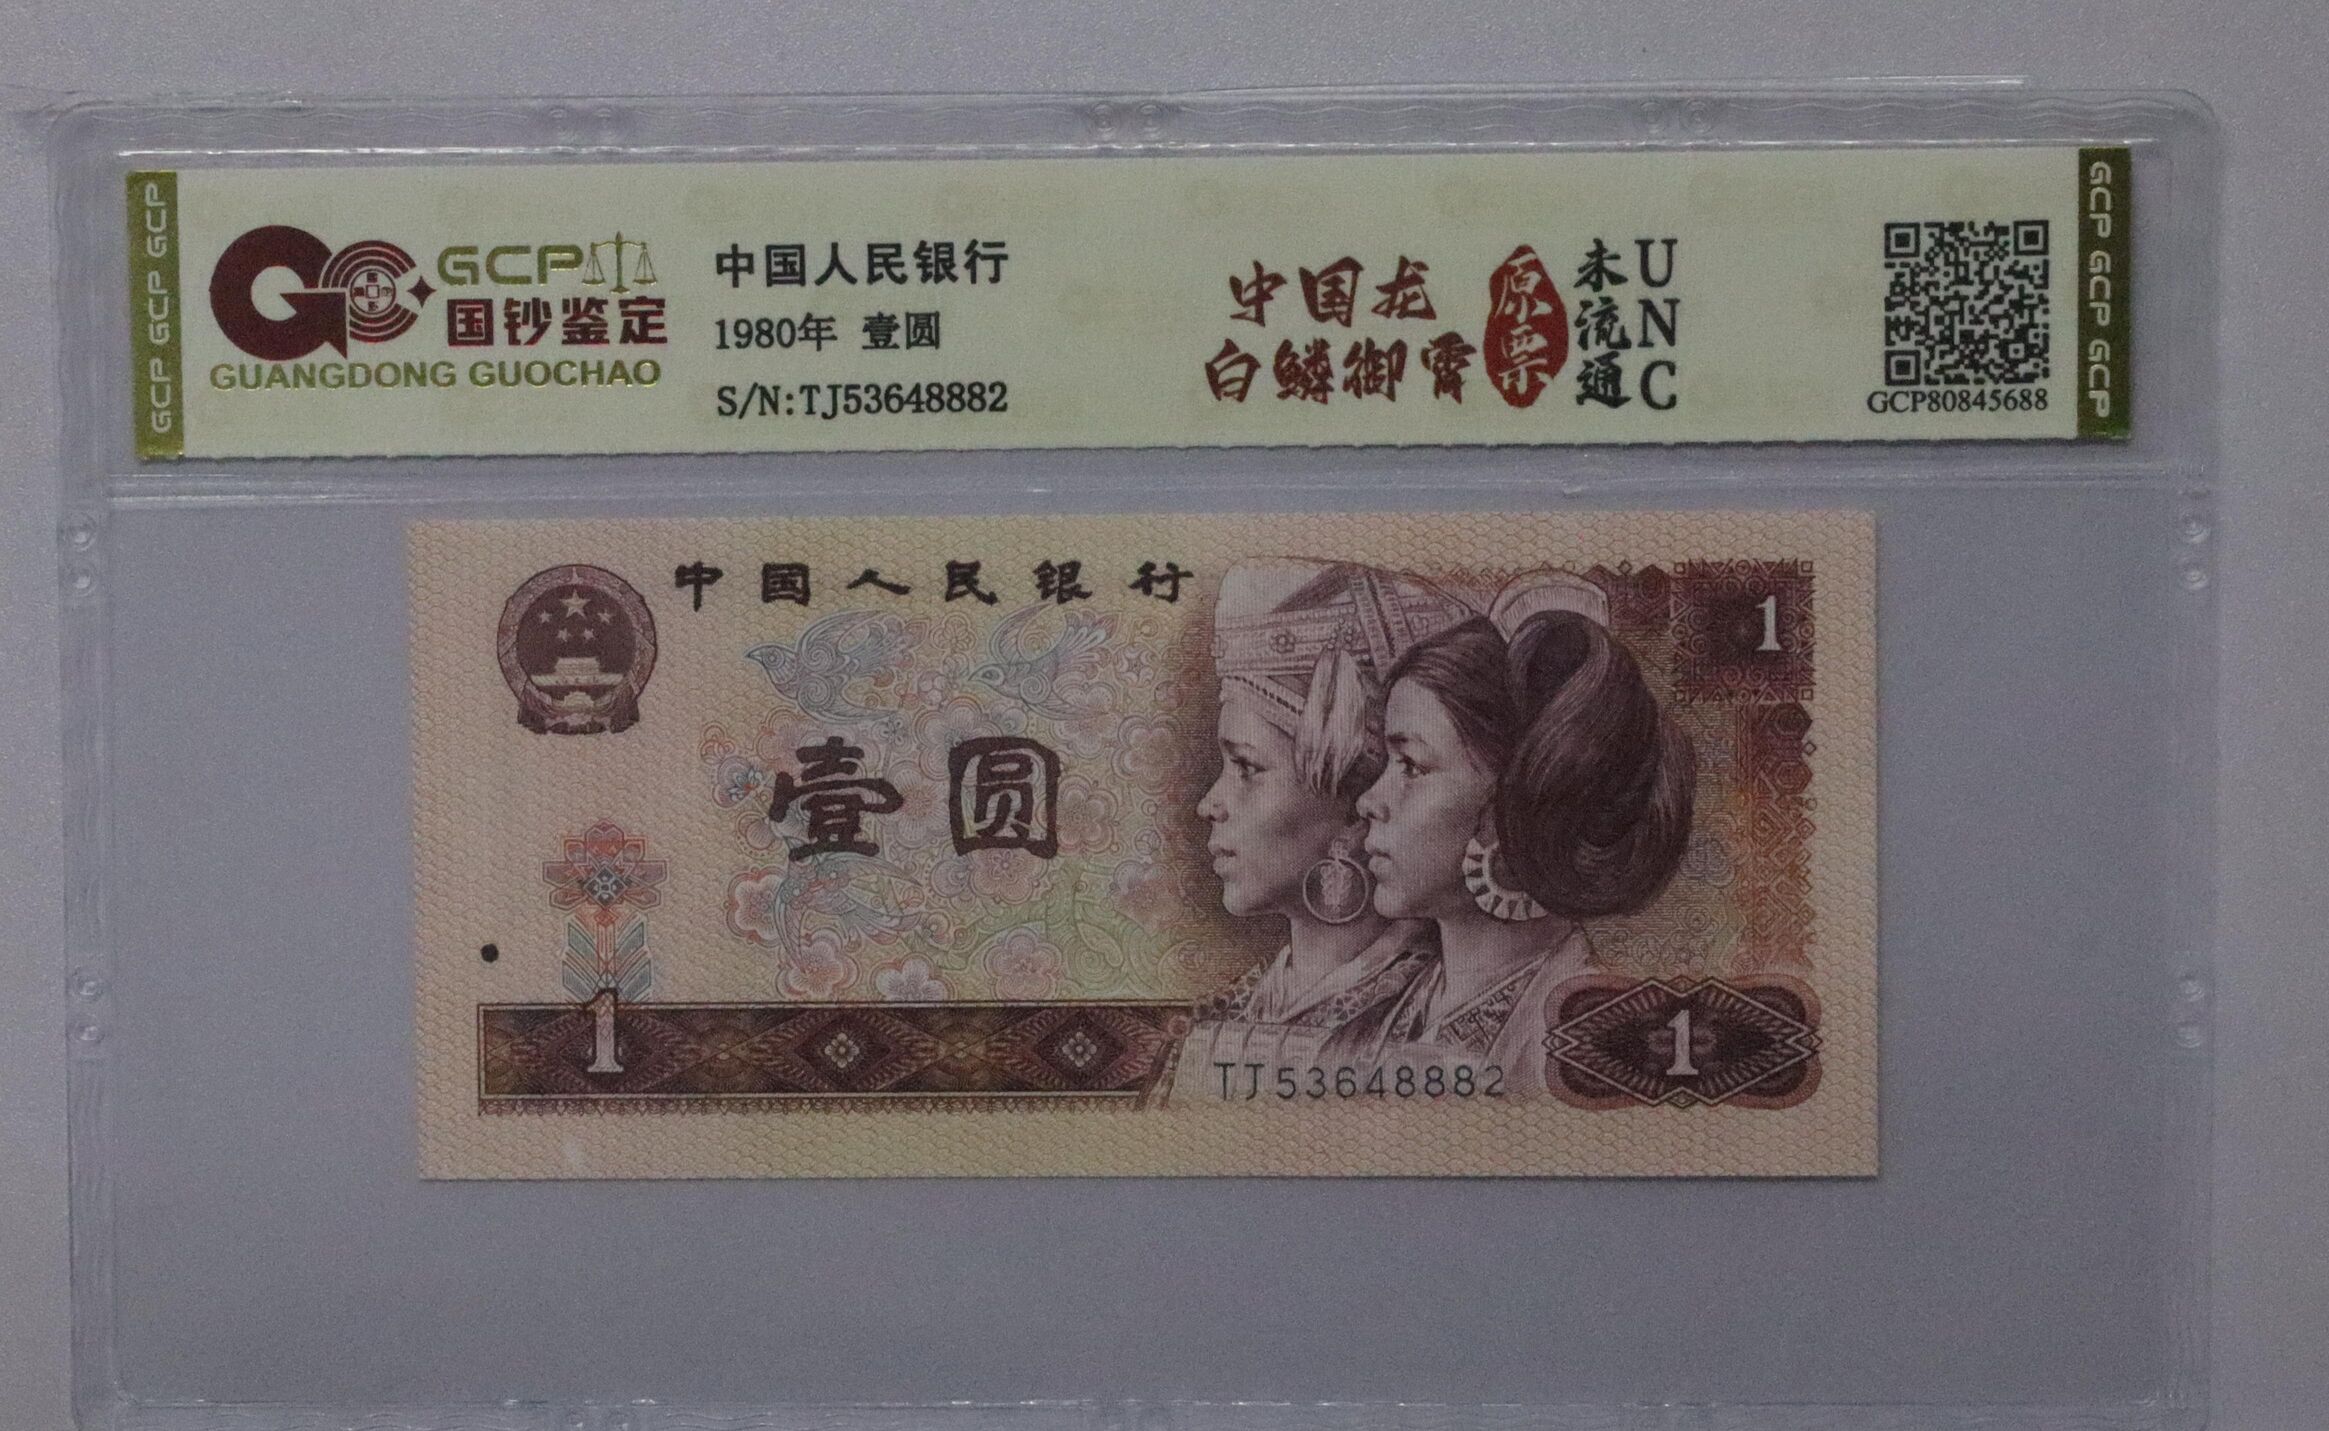 GCP GCP GCP
GCP
国钞鉴定
GUANGDONG GUOCHAO
中国人民银行
1980年 壹圆
S/N:TJ53648882
中国龙
白鳞御霄
原票
未流通
UNC
GCP80845688
GCP GCP GCP
中国人民银行
1
壹圆
1
1
TJ53648882